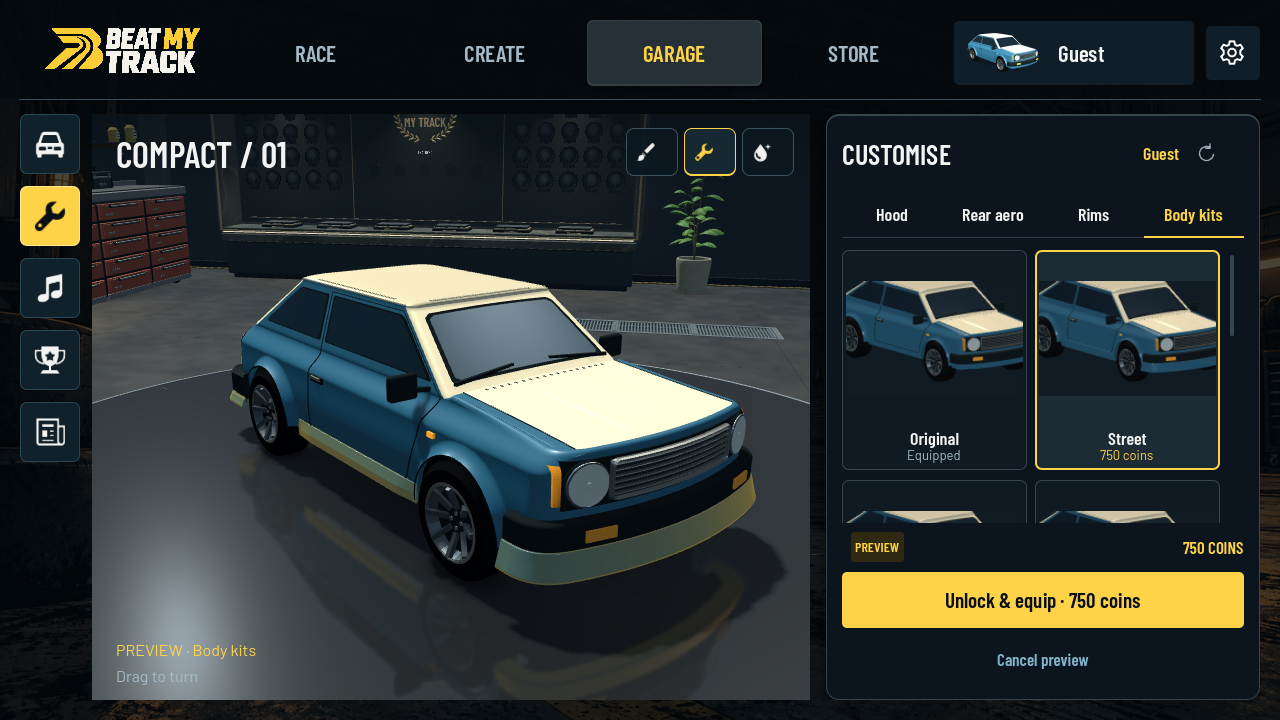 BEAT MY
TRACK
RACE
CREATE
GARAGE
STORE
Guest
MY TRACK
COMPACT / 01
CUSTOMISE
Guest
Hood
Rear aero
Rims
Body kits
Original
Equipped
Street
750 coins
PREVIEW
750 COINS
Unlock & equip · 750 coins
Cancel preview
PREVIEW · Body kits
Drag to turn